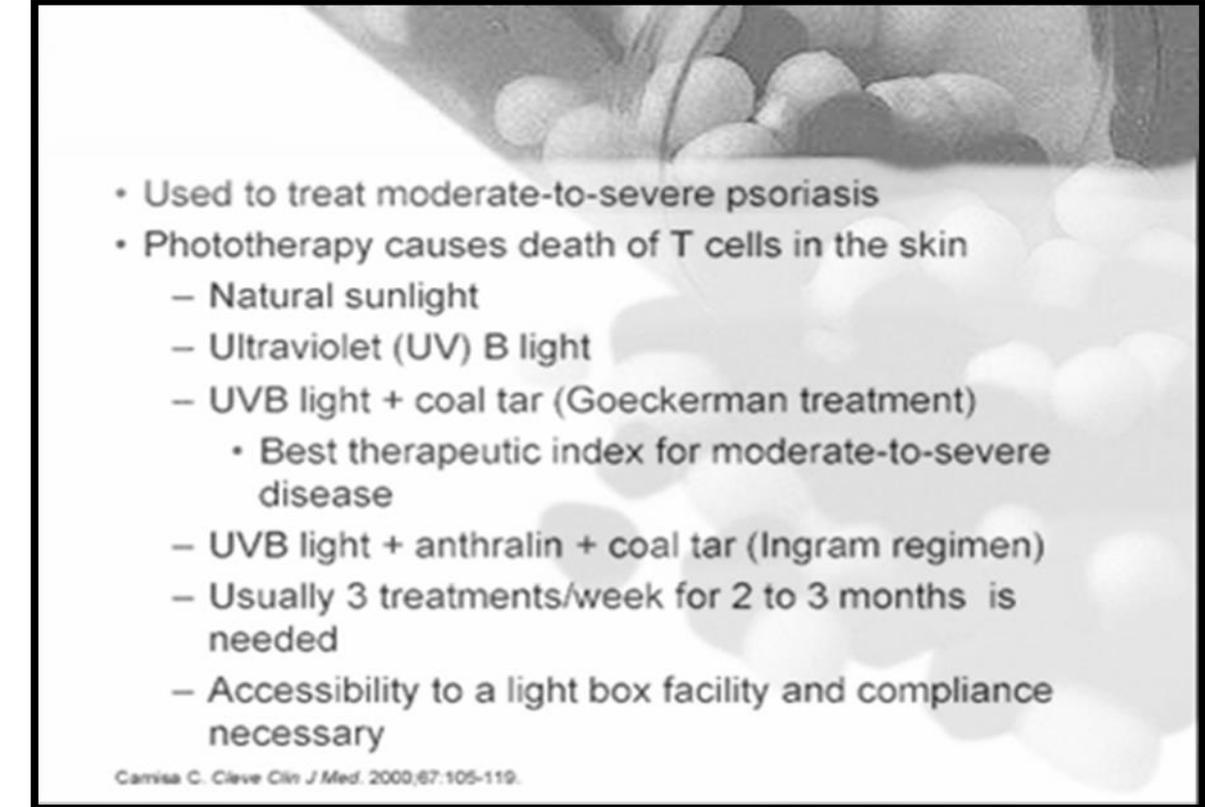 • Used to treat moderate-to-severe psoriasis
• Phototherapy causes death of T cells in the skin
– Natural sunlight
– Ultraviolet (UV) B light
– UVB light + coal tar (Goeckerman treatment)
• Best therapeutic index for moderate-to-severe
disease
– UVB light + anthralin + coal tar (Ingram regimen)
– Usually 3 treatments/week for 2 to 3 months is
needed
– Accessibility to a light box facility and compliance
necessary
Camisa C. Cleve Clin J Med. 2000;67:105-119.